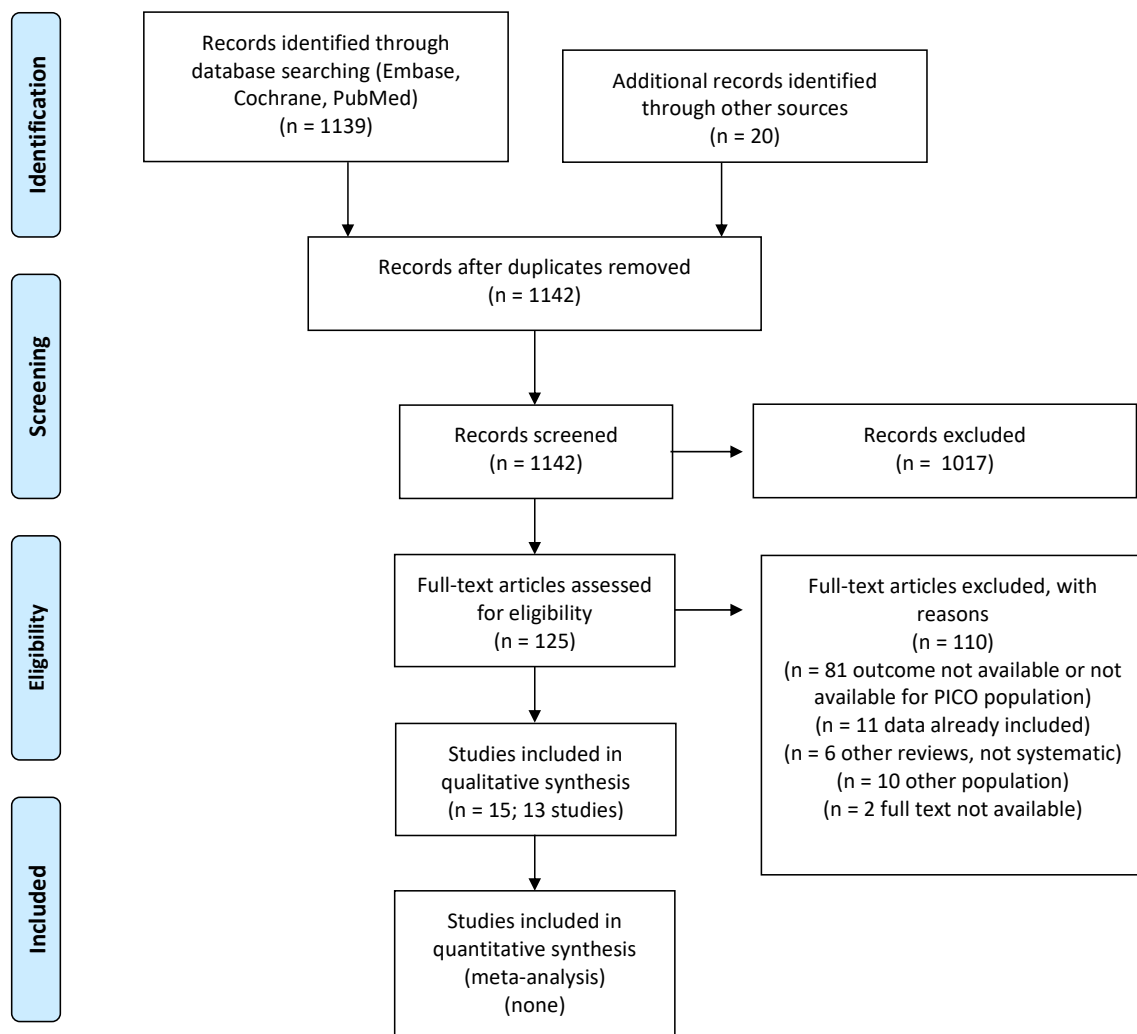 Identification
Records identified through
database searching (Embase,
Cochrane, PubMed)
(n = 1139)
Additional records identified
through other sources
(n = 20)
Records after duplicates removed
(n = 1142)
Screening
Records screened
(n = 1142)
Records excluded
(n = 1017)
Eligibility
Full-text articles assessed
for eligibility
(n = 125)
Full-text articles excluded, with
reasons
(n = 110)
(n = 81 outcome not available or not
available for PICO population)
(n = 11 data already included)
(n = 6 other reviews, not systematic)
(n = 10 other population)
(n = 2 full text not available)
Studies included in
qualitative synthesis
(n = 15; 13 studies)
Included
Studies included in
quantitative synthesis
(meta-analysis)
(none)